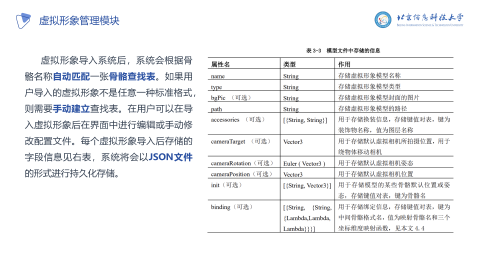 虚拟形象管理模块
北京信息科技大学
虚拟形象导入系统后，系统会根据骨
骼名称自动匹配一张骨骼查找表。如果用
户导入的虚拟形象不是任意一种标准格式，
则需要手动建立查找表。在用户可以在导
入虚拟形象后在界面中进行编辑或手动修
改配置文件。每个虚拟形象导入后存储的
字段信息见右表，系统将会以JSON文件
的形式进行持久化存储。
表 3-3 模型文件中存储的信息
属性名 类型 作用
name String 存储虚拟形象模型名称
type String 存储虚拟形象模型类型
bgPic （可选） String 存储虚拟形象模型封面的图片
path String 存储虚拟形象模型的路径
accessories （可选） [{String, String}] 用于存储换装信息，存储键值对表，键为
装饰物名称，值为图层名称
cameraTarget （可选） Vector3 用于存储默认虚拟相机所拍摄位置，用于
绕物体移动相机
cameraRotation（可选） Euler ( Vector3 ) 用于存储默认虚拟相机姿态
cameraPosition（可选） Vector3 用于存储默认虚拟相机位置
init（可选） [{String, Vector3}] 用于存储模型的某些骨骼默认位置或姿
态，存储键值对表，键为骨骼名
binding（可选） [{String, {String, 用于存储绑定信息，存储键值对表，键为
{Lambda,Lambda, 中间骨骼格式名，值为映射骨骼名和三个
Lambda}}] 坐标维度映射函数，见本文 4.4